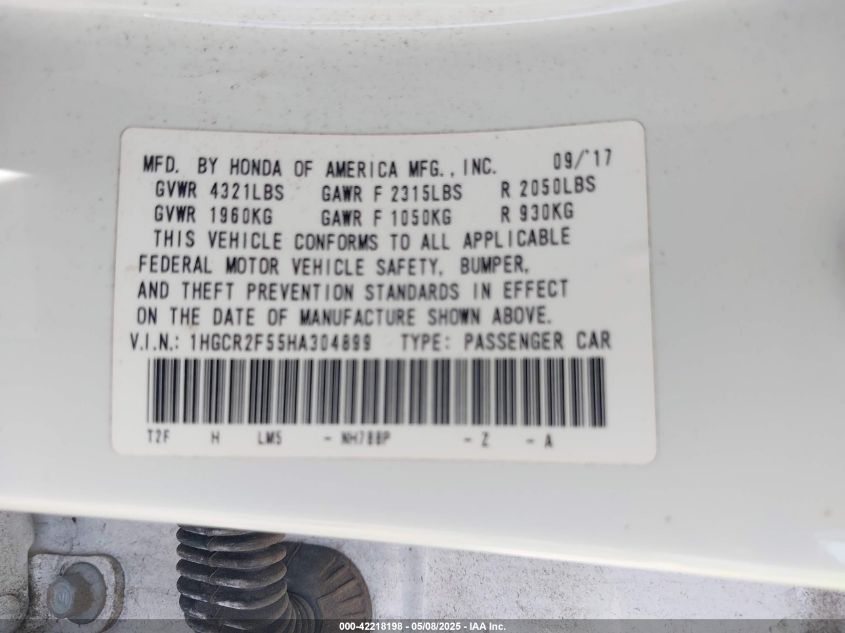 MFD. BY HONDA OF AMERICA MFG., INC. 09/'17
GVWR 4321LBS GAWR F 2315LBS R 2050LBS
GVWR 1960KG GAWR F 1050KG R 930KG
THIS VEHICLE CONFORMS TO ALL APPLICABLE
FEDERAL MOTOR VEHICLE SAFETY, BUMPER,
AND THEFT PREVENTION STANDARDS IN EFFECT
ON THE DATE OF MANUFACTURE SHOWN ABOVE.
V.I.N.: 1HGCR2F55HA304899 TYPE: PASSENGER CAR
T2F H LM5 - NH788P - Z - A
000-42218198 - 05/08/2025 - IAA Inc.